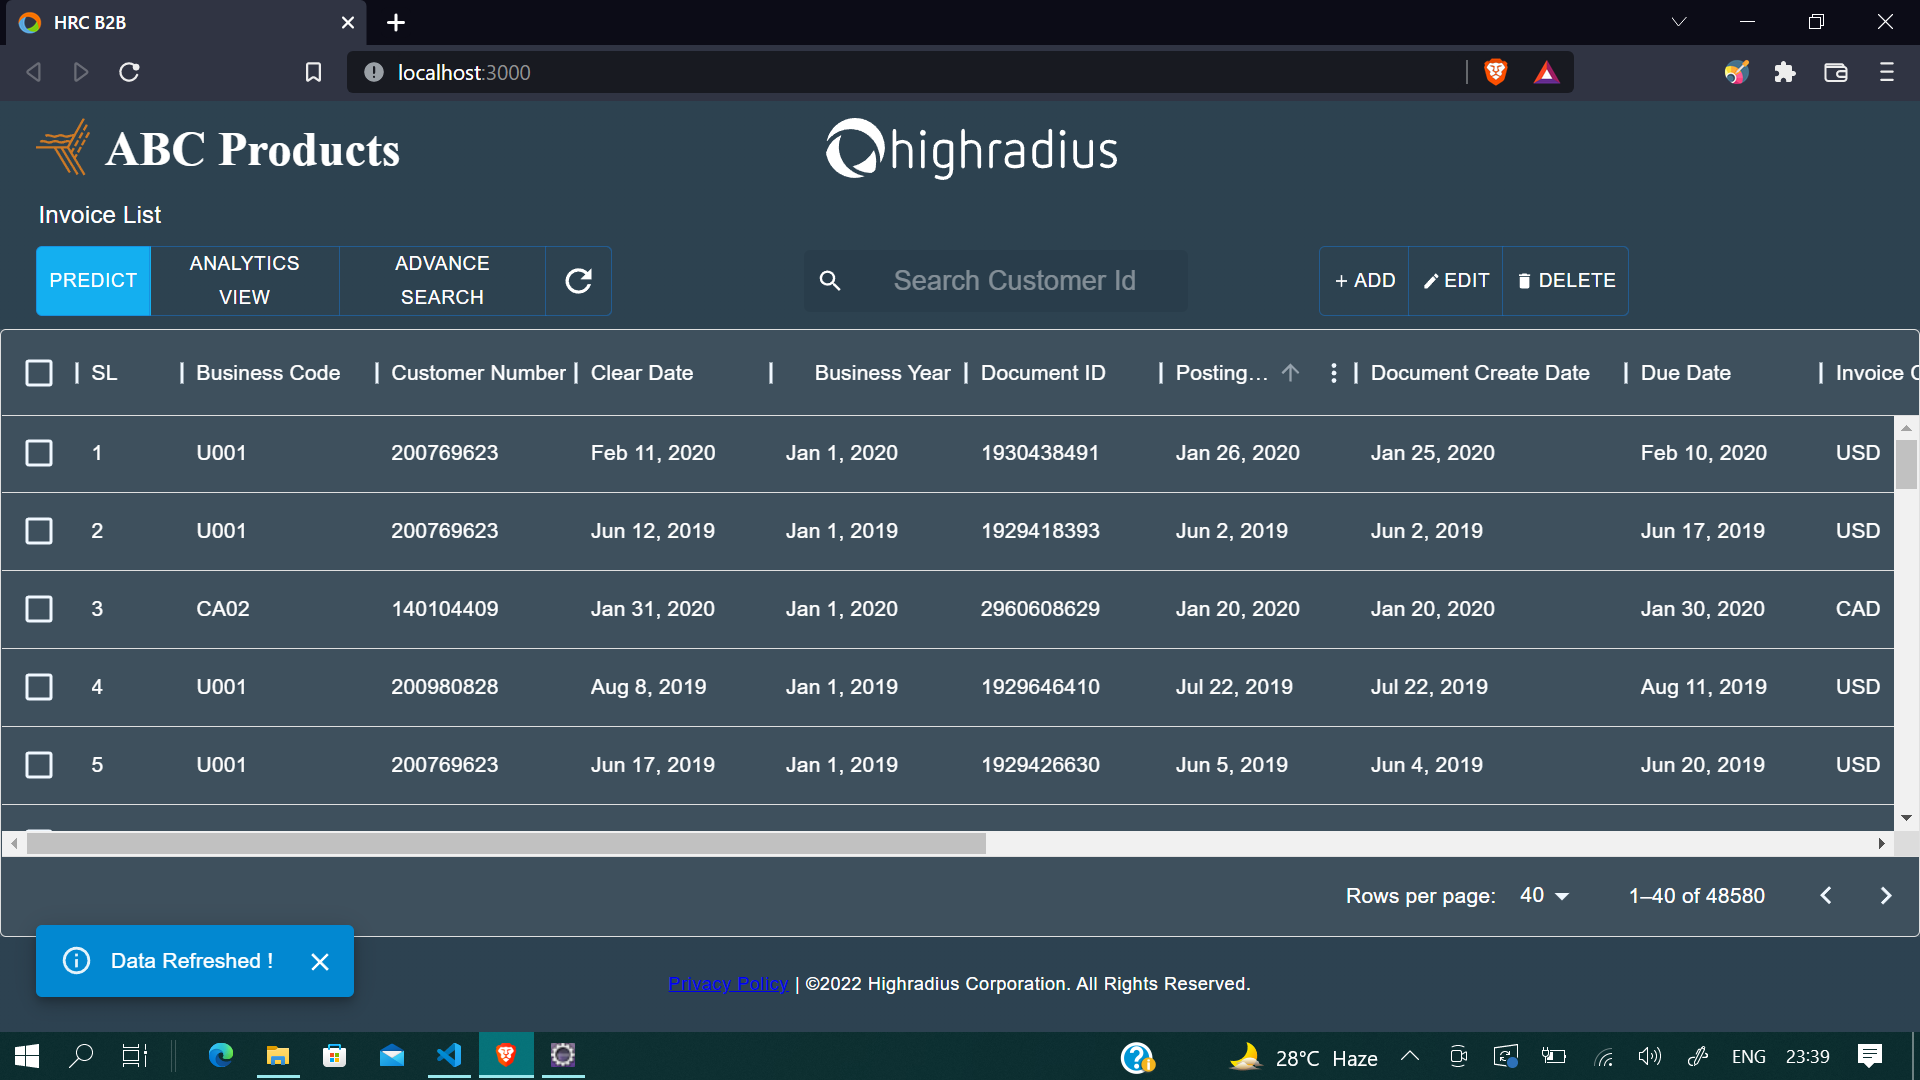 HRC B2B
localhost:3000
ABC Products
highradius
Invoice List
PREDICT
ANALYTICS VIEW
ADVANCE SEARCH
Search Customer Id
+ ADD
EDIT
DELETE
SL Business Code Customer Number Clear Date Business Year Document ID Posting... Document Create Date Due Date Invoice C
1 U001 200769623 Feb 11, 2020 Jan 1, 2020 1930438491 Jan 26, 2020 Jan 25, 2020 Feb 10, 2020 USD
2 U001 200769623 Jun 12, 2019 Jan 1, 2019 1929418393 Jun 2, 2019 Jun 2, 2019 Jun 17, 2019 USD
3 CA02 140104409 Jan 31, 2020 Jan 1, 2020 2960608629 Jan 20, 2020 Jan 20, 2020 Jan 30, 2020 CAD
4 U001 200980828 Aug 8, 2019 Jan 1, 2019 1929646410 Jul 22, 2019 Jul 22, 2019 Aug 11, 2019 USD
5 U001 200769623 Jun 17, 2019 Jan 1, 2019 1929426630 Jun 5, 2019 Jun 4, 2019 Jun 20, 2019 USD
Rows per page: 40 1–40 of 48580
Data Refreshed !
Privacy Policy | ©2022 Highradius Corporation. All Rights Reserved.
28°C Haze ENG 23:39